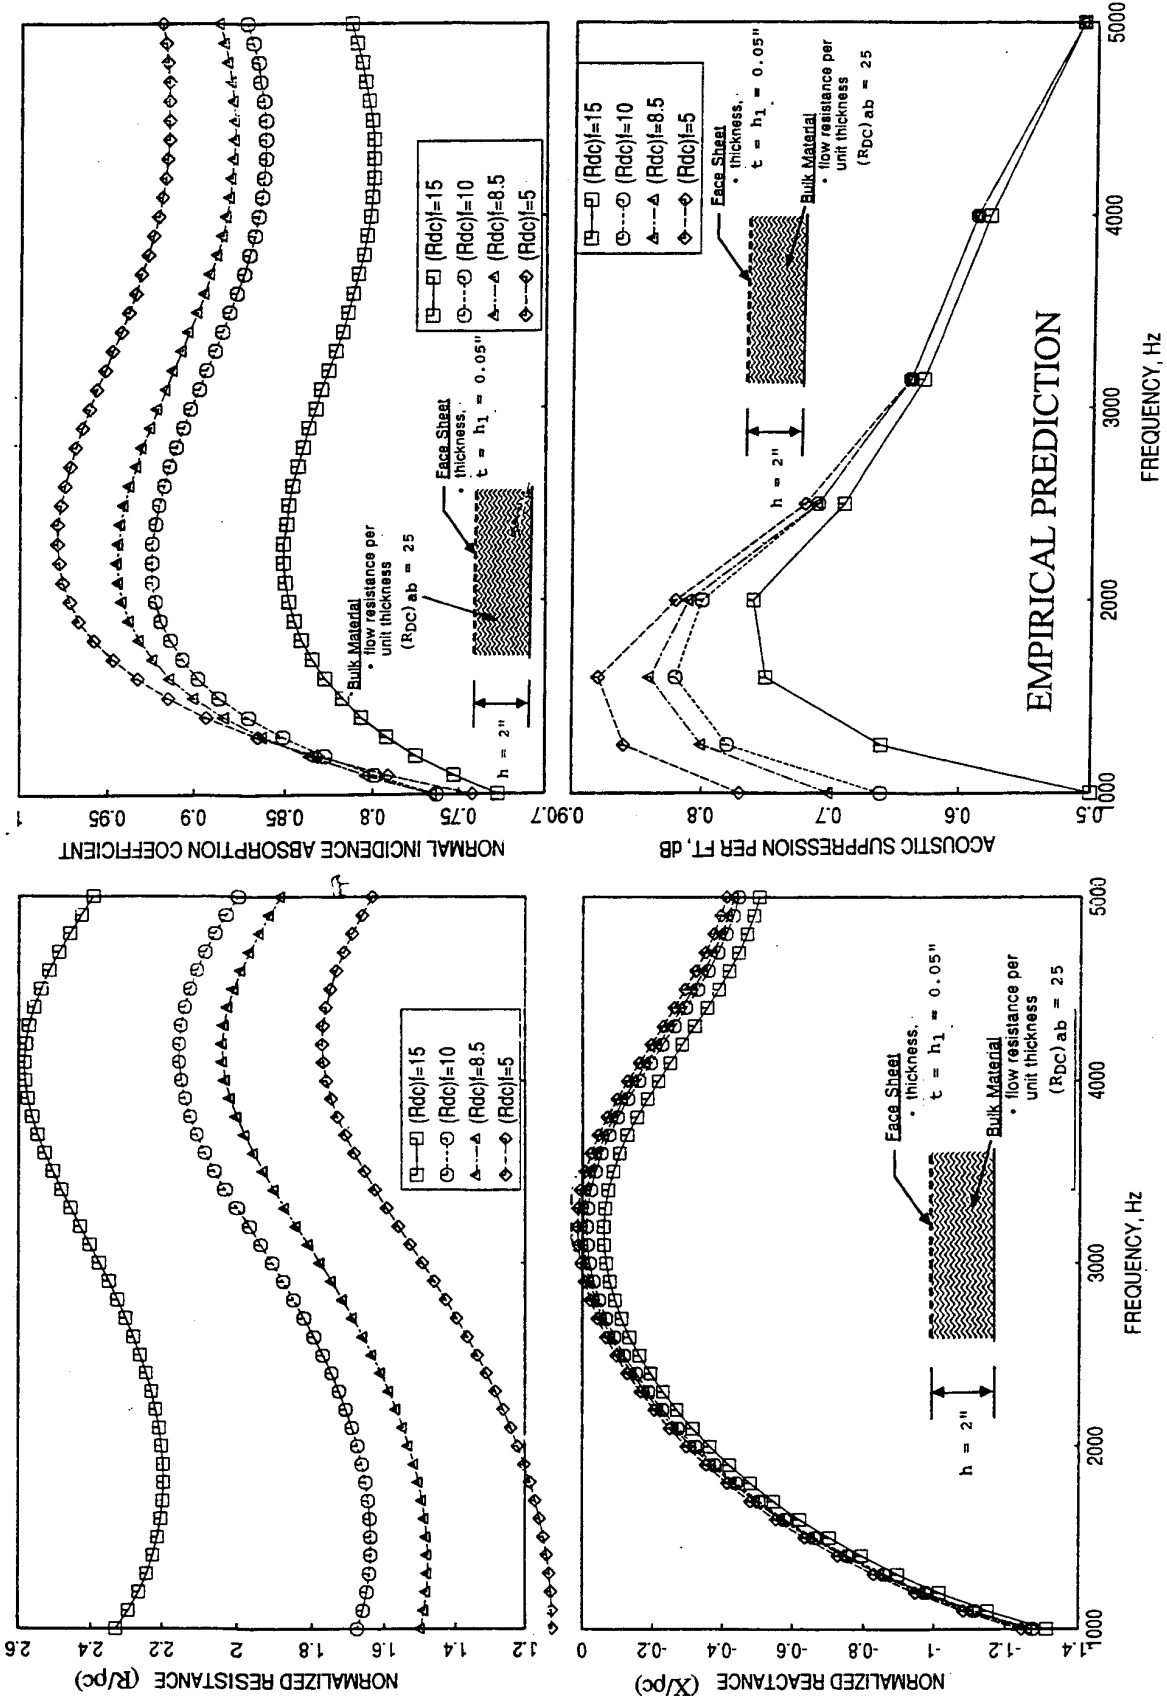 NORMALIZED RESISTANCE (R/ρc)
2.6
2.4
2.2
2
1.8
1.6
1.4
1.2
(Rdc)f=15
(Rdc)f=10
(Rdc)f=8.5
(Rdc)f=5
NORMALIZED REACTANCE (X/ρc)
0
-0.2
-0.4
-0.6
-0.8
-1
-1.2
-1.4
1000
2000
3000
4000
5000
FREQUENCY, Hz
h = 2"
Face Sheet
• thickness,
t = h1 = 0.05"
Bulk Material
• flow resistance per
unit thickness
(RDC)ab = 25
NORMAL INCIDENCE ABSORPTION COEFFICIENT
1
0.95
0.9
0.85
0.8
0.75
0.7
(Rdc)f=15
(Rdc)f=10
(Rdc)f=8.5
(Rdc)f=5
Bulk Material
• flow resistance per
unit thickness
(RDC)ab = 25
Face Sheet
• thickness,
t = h1 = 0.05"
h = 2"
ACOUSTIC SUPPRESSION PER FT, dB
0.9
0.8
0.7
0.6
0.5
1000
2000
3000
4000
5000
FREQUENCY, Hz
(Rdc)f=15
(Rdc)f=10
(Rdc)f=8.5
(Rdc)f=5
Face Sheet
• thickness,
t = h1 = 0.05"
Bulk Material
• flow resistance per
unit thickness
(RDC)ab = 25
h = 2"
EMPIRICAL PREDICTION